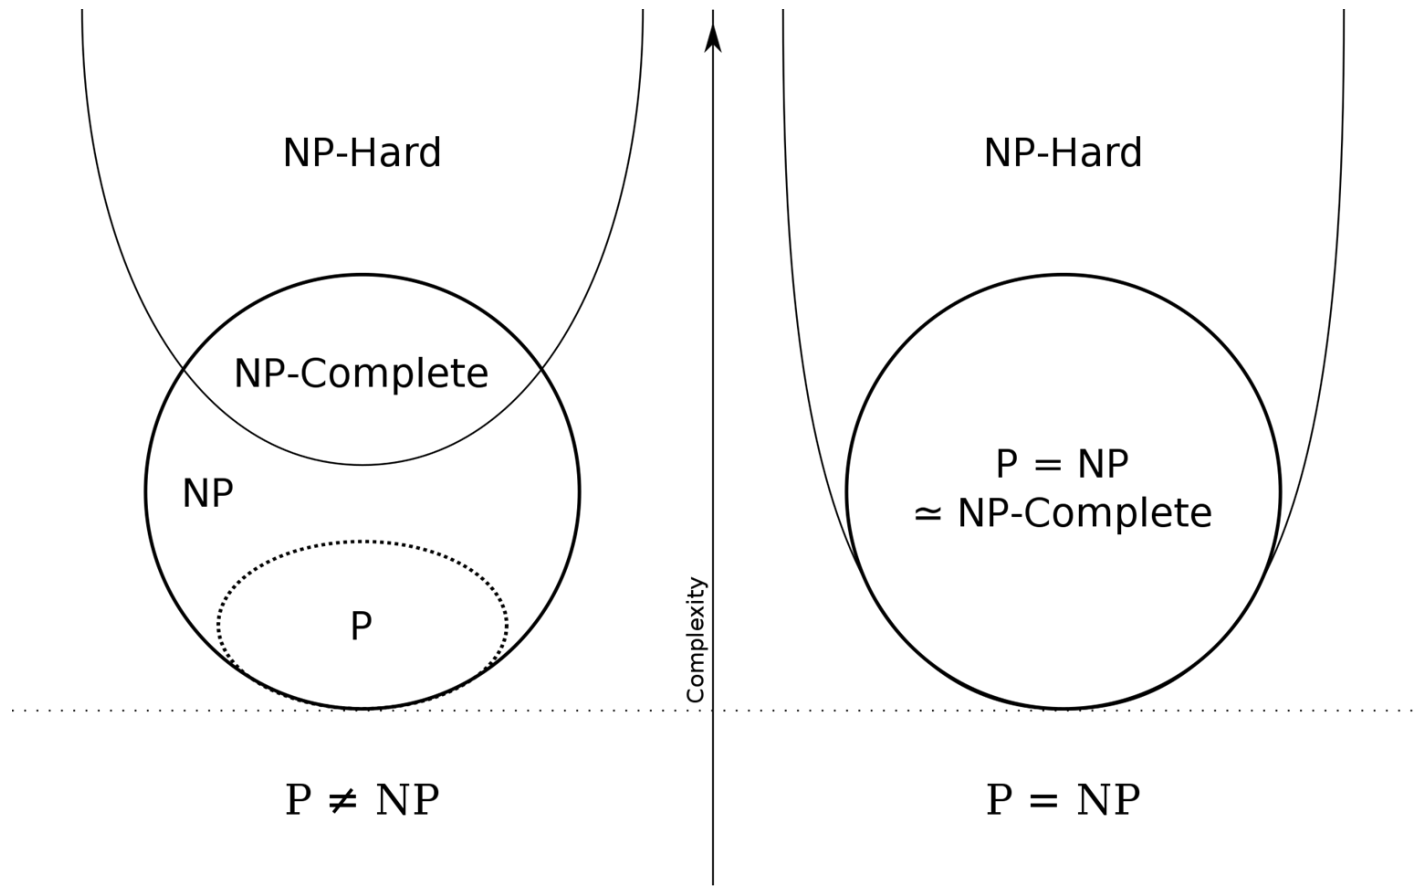 NP-Hard
NP-Complete
NP
P
P ≠ NP
Complexity
NP-Hard
P = NP
≃ NP-Complete
P = NP